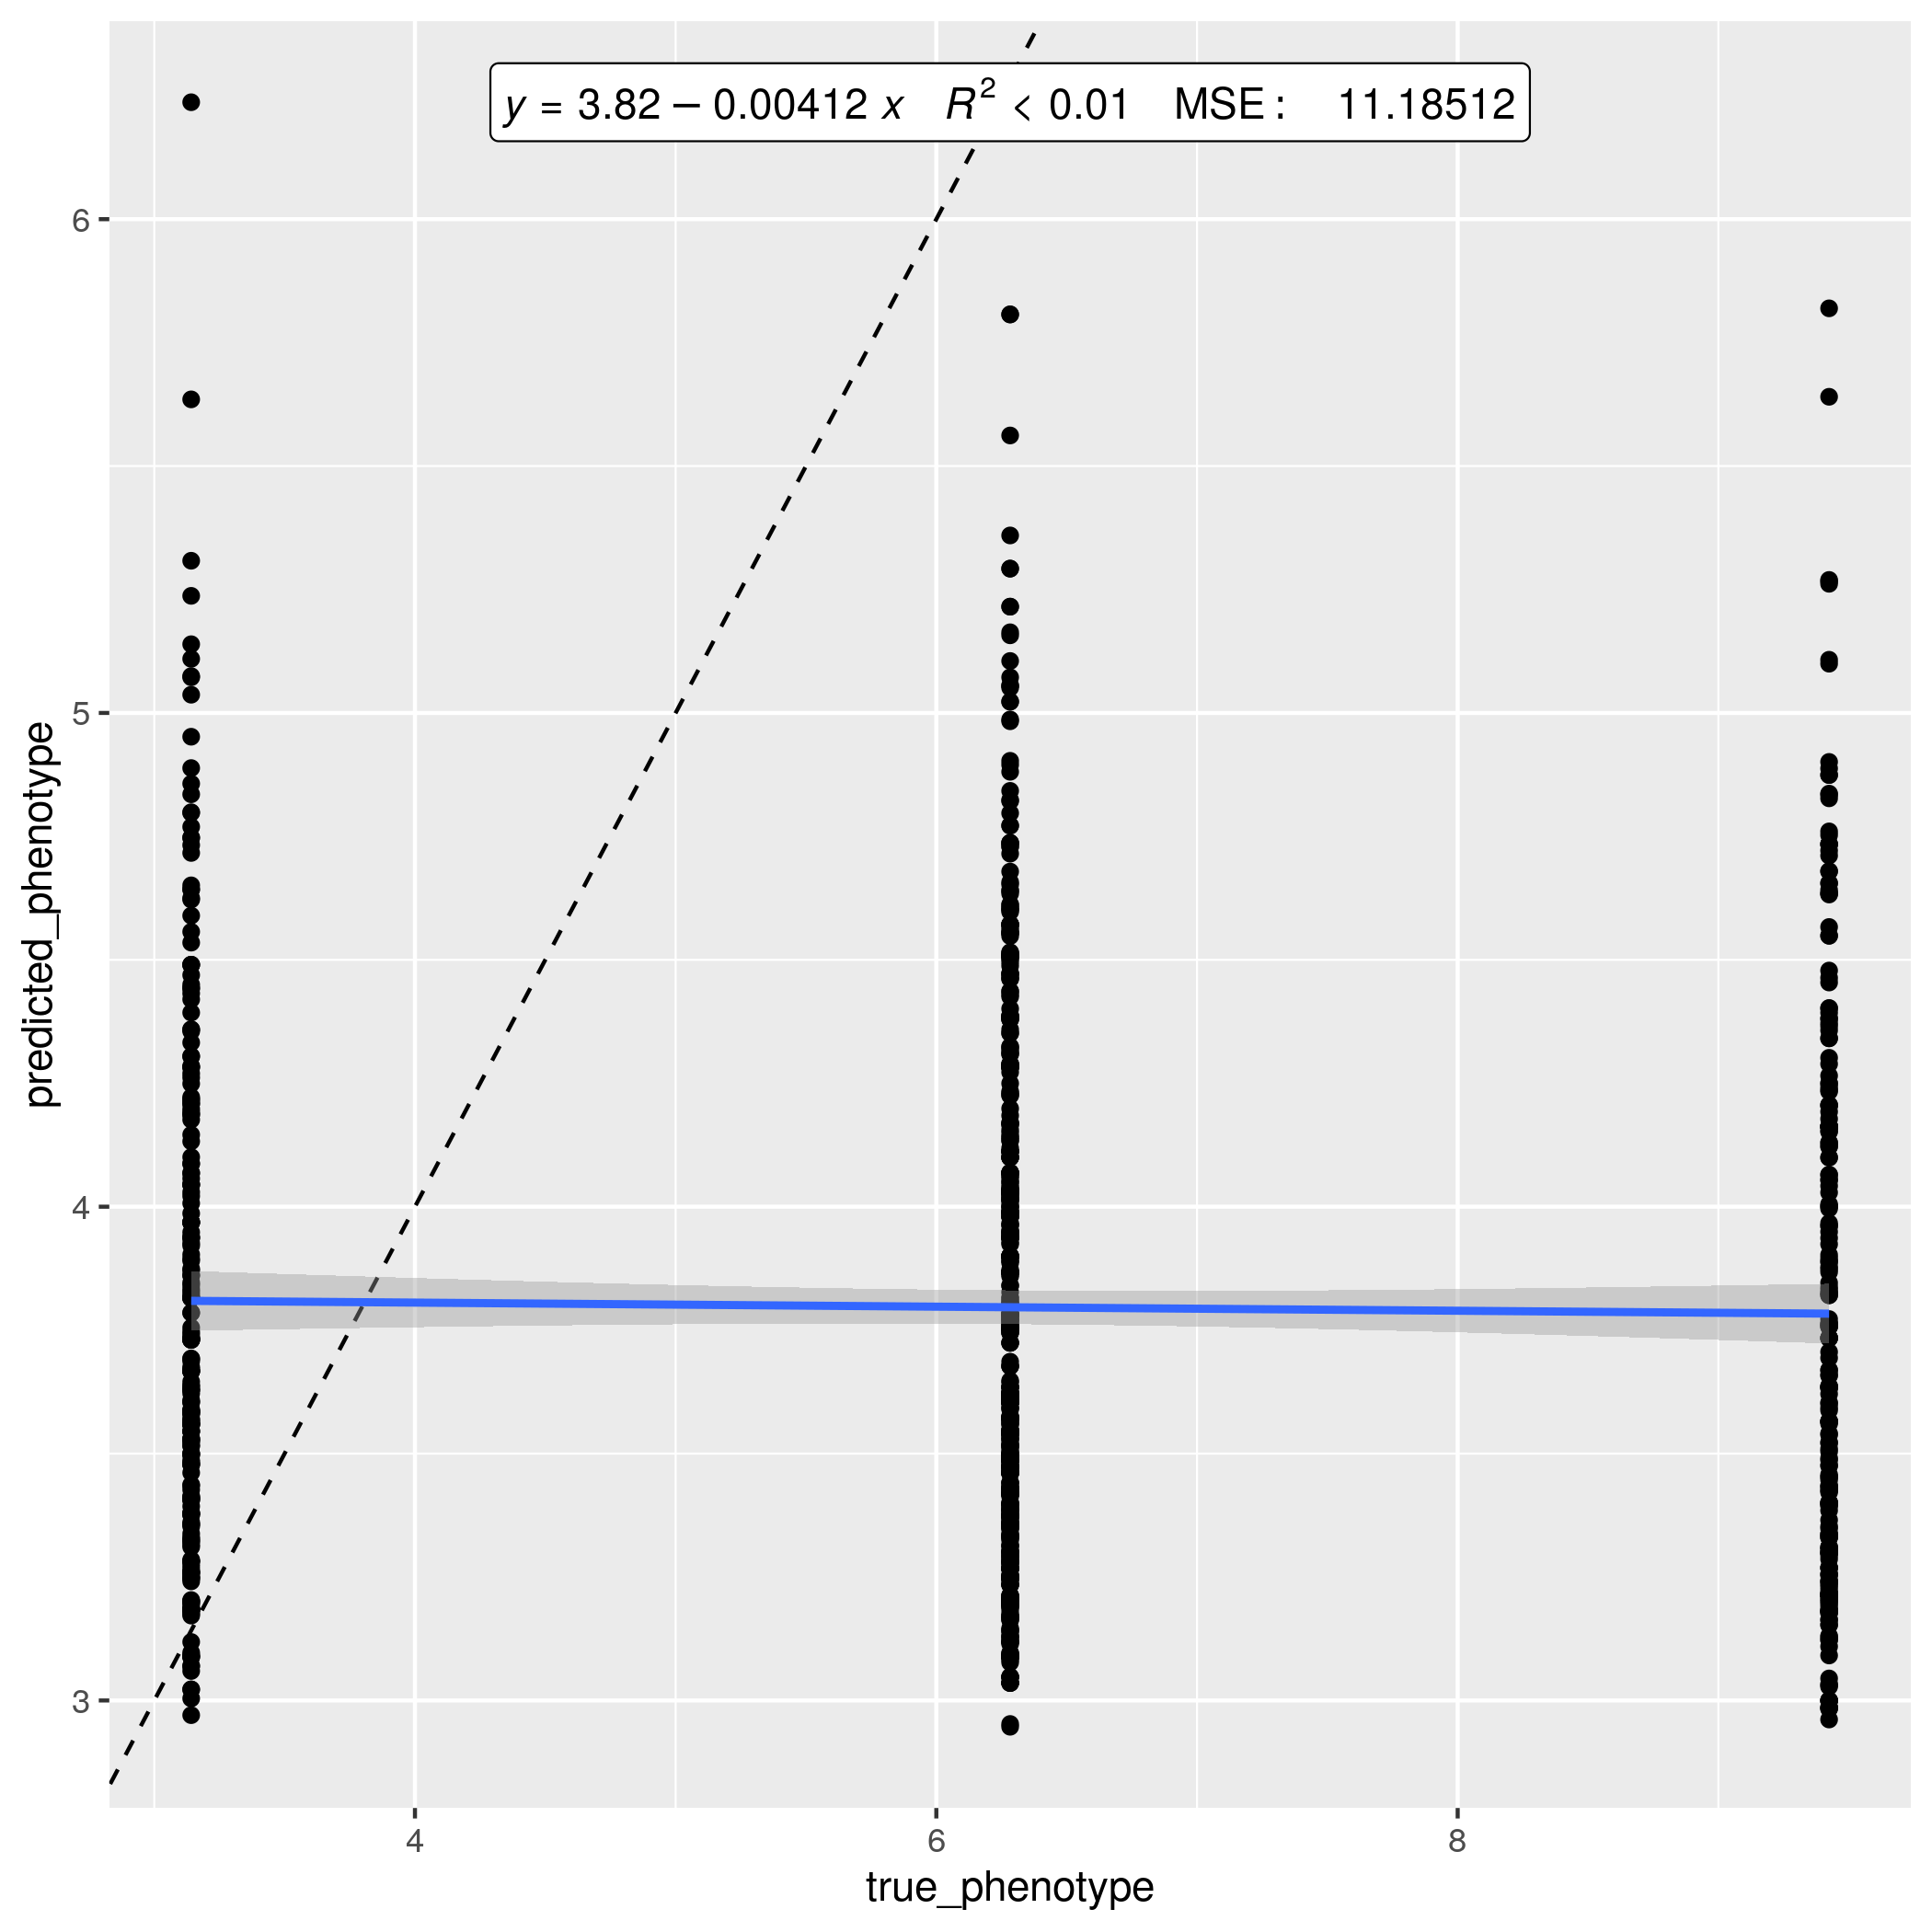 y = 3.82 − 0.00412 x   R² < 0.01   MSE :   11.18512
6
5
4
3
predicted_phenotype
4 6 8
true_phenotype